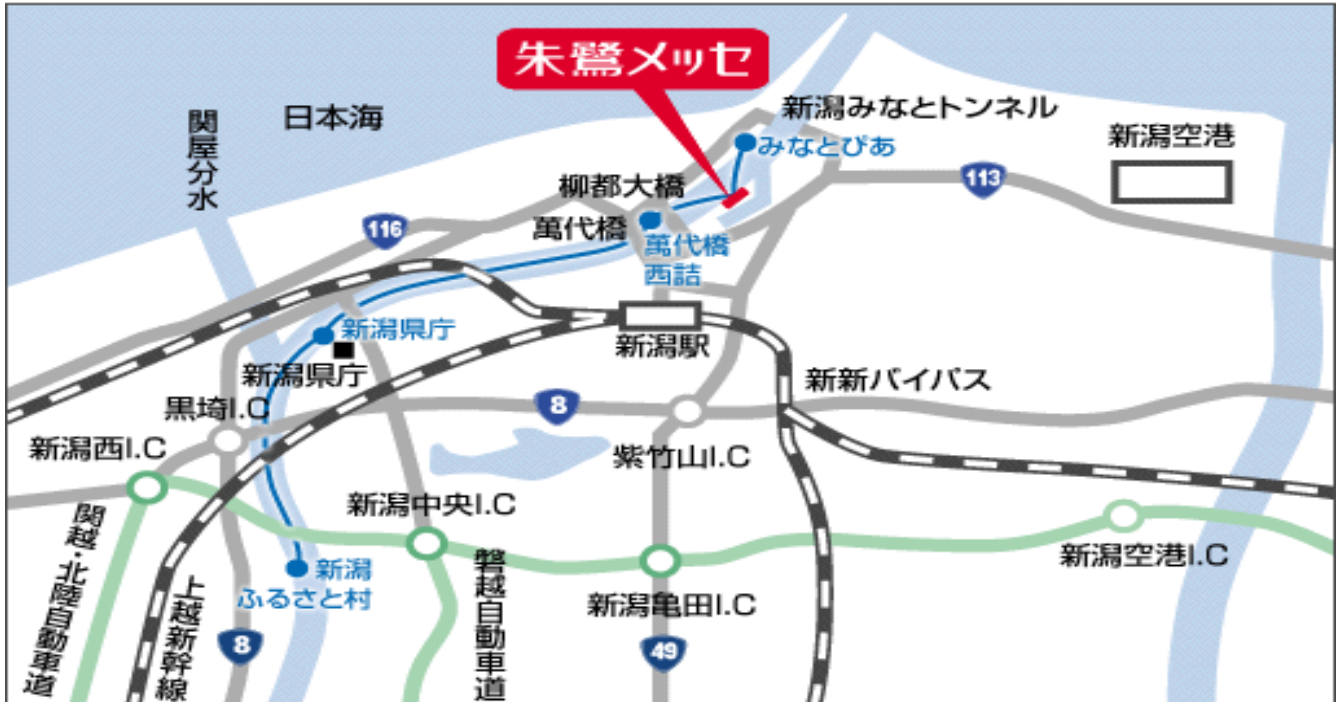 朱鷺メッセ
日本海
関屋分水
新潟みなとトンネル
みなとぴあ
新潟空港
113
柳都大橋
萬代橋
116
萬代橋
西詰
新潟県庁
新潟駅
新潟県庁
新新バイパス
8
黒埼I.C
新潟西I.C
紫竹山I.C
新潟中央I.C
新潟空港I.C
新潟
ふるさと村
新潟亀田I.C
関越・北陸自動車道
上越新幹線
8
磐越自動車道
49